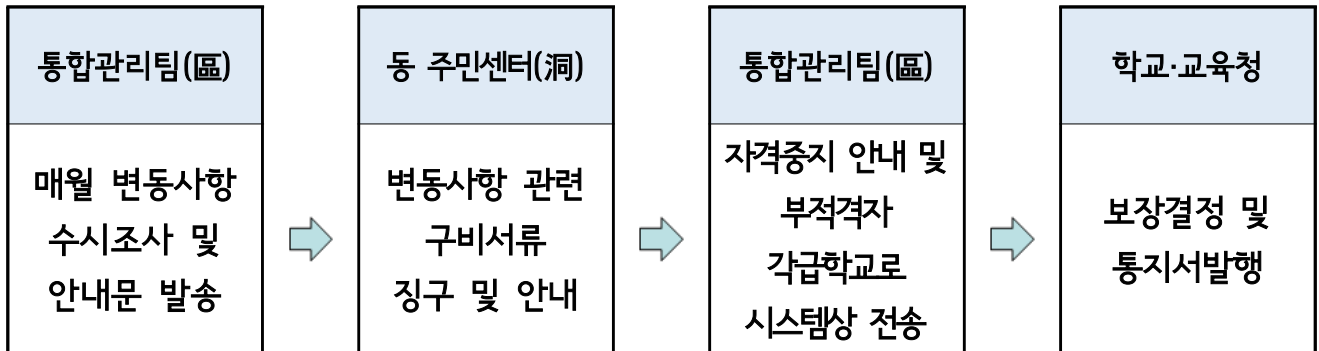 통합관리팀(區)
매월 변동사항
수시조사 및
안내문 발송
동 주민센터(洞)
변동사항 관련
구비서류
징구 및 안내
통합관리팀(區)
자격중지 안내 및
부적격자
각급학교로
시스템상 전송
학교·교육청
보장결정 및
통지서발행